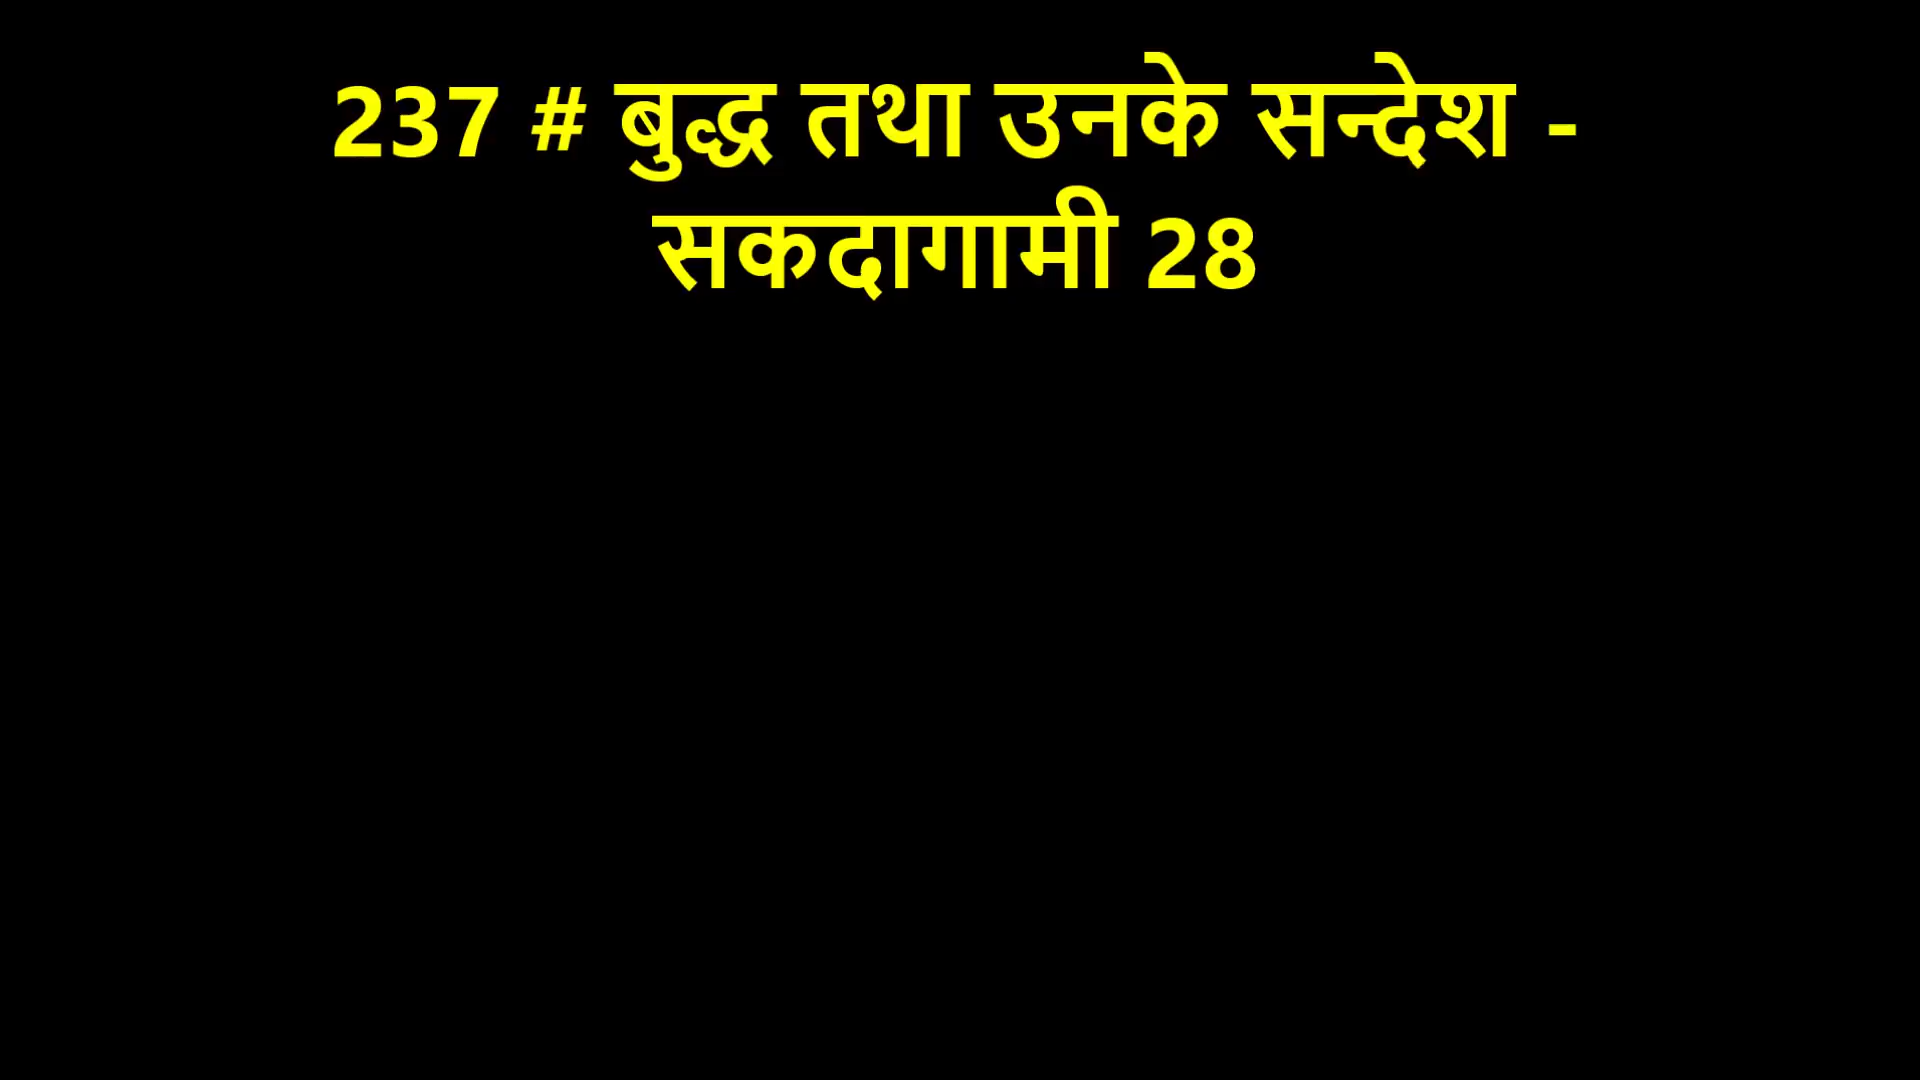 237 # बुद्ध तथा उनके सन्देश -
सकदागामी 28